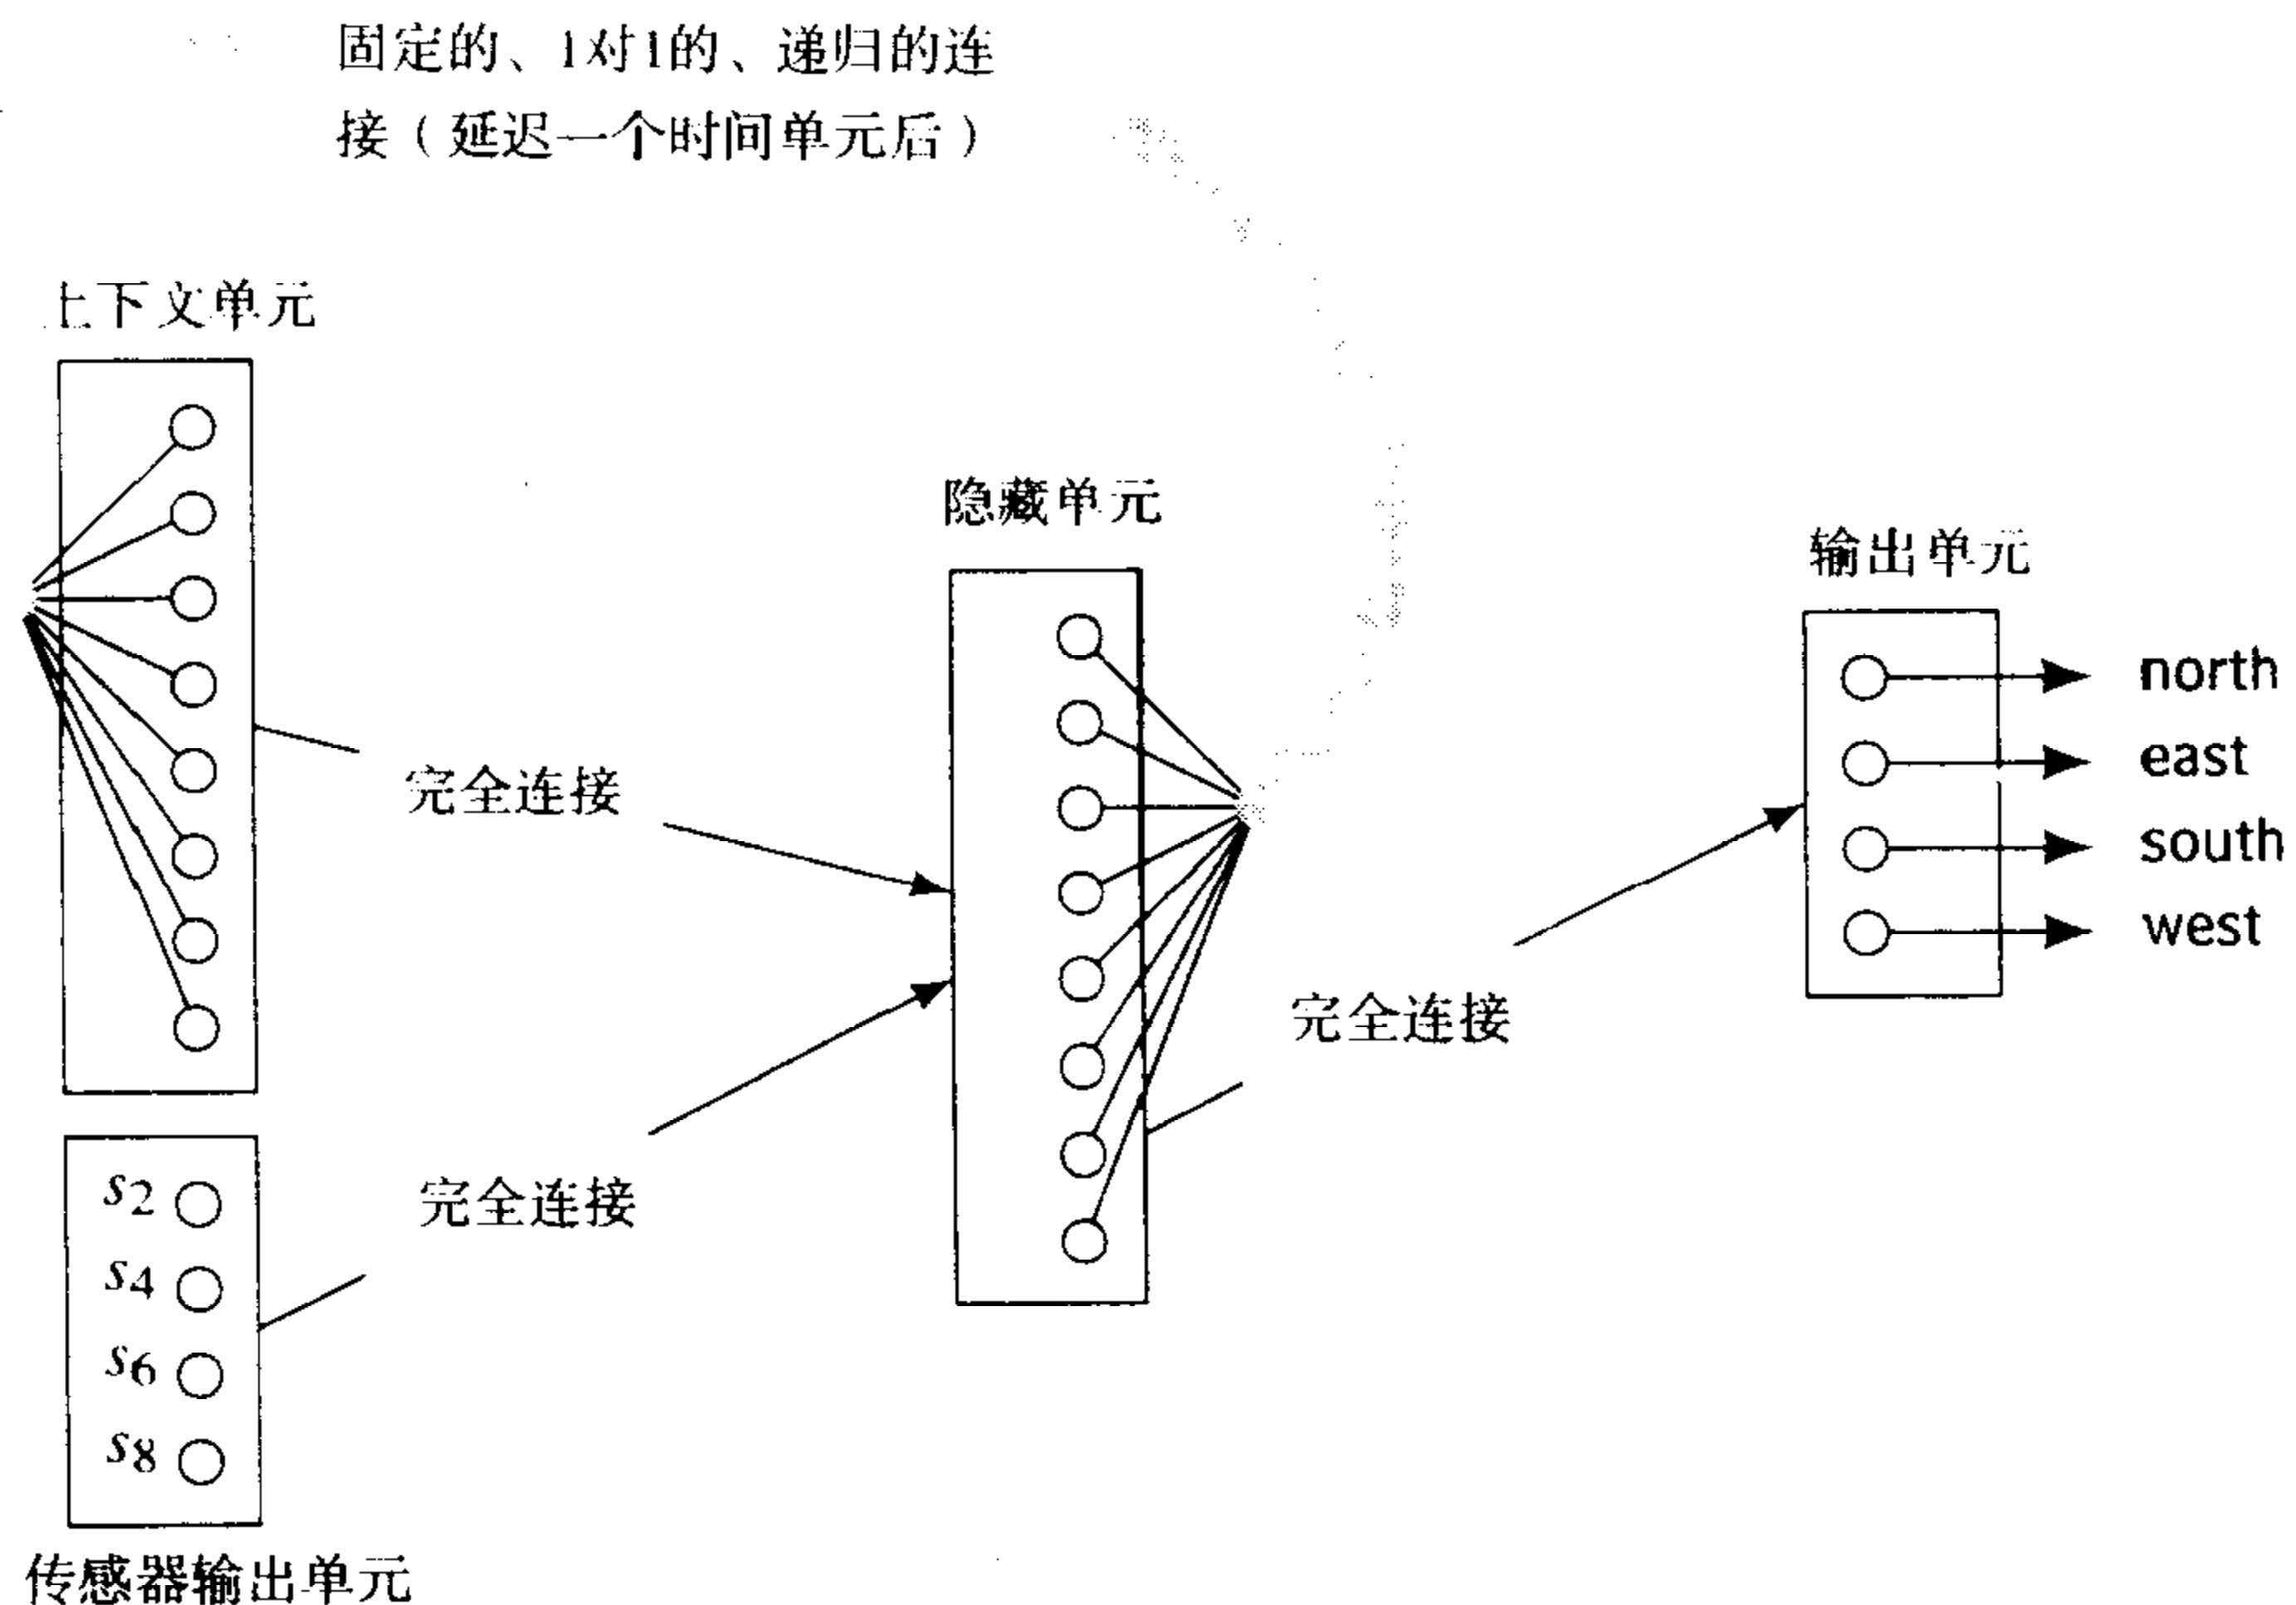 固定的、1对1的、递归的连
接（延迟一个时间单元后）
上下文单元
隐藏单元
输出单元
north
east
south
west
完全连接
完全连接
完全连接
s2
s4
s6
s8
传感器输出单元